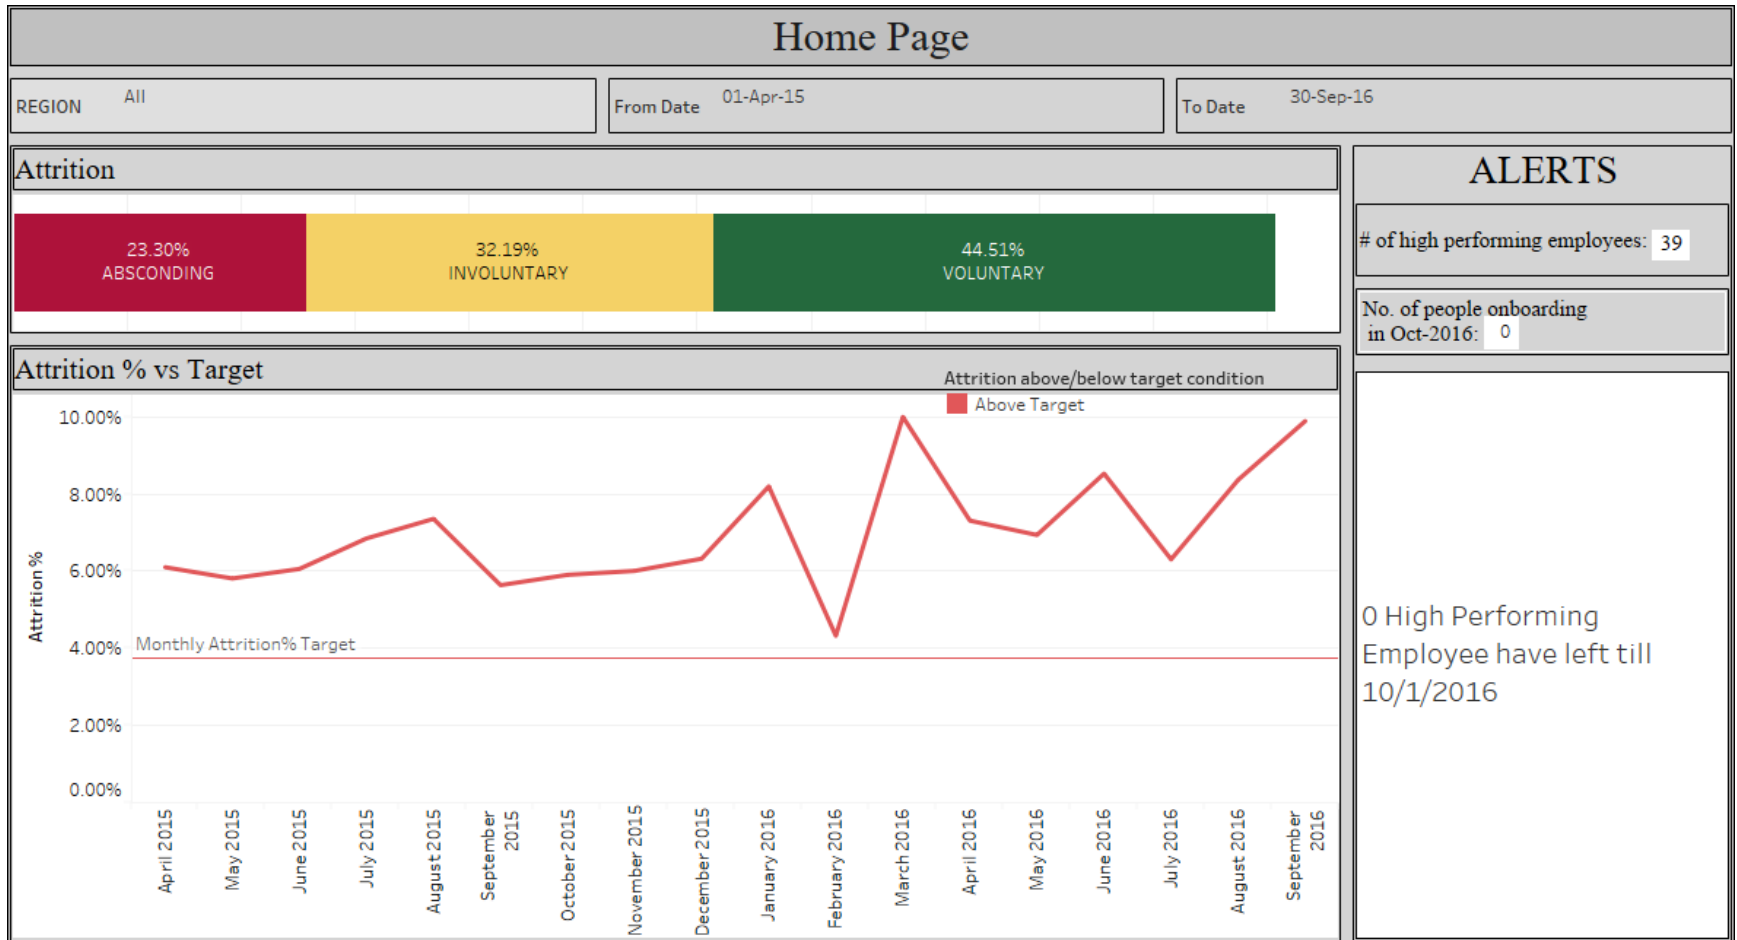 Home Page
REGION
All
From Date
01-Apr-15
To Date
30-Sep-16
Attrition
23.30%
ABSCONDING
32.19%
INVOLUNTARY
44.51%
VOLUNTARY
ALERTS
# of high performing employees: 39
No. of people onboarding
in Oct-2016: 0
0 High Performing
Employee have left till
10/1/2016
Attrition % vs Target
Attrition above/below target condition
Above Target
Attrition %
10.00%
8.00%
6.00%
4.00%
2.00%
0.00%
Monthly Attrition% Target
April 2015
May 2015
June 2015
July 2015
August 2015
September
2015
October 2015
November 2015
December 2015
January 2016
February 2016
March 2016
April 2016
May 2016
June 2016
July 2016
August 2016
September
2016